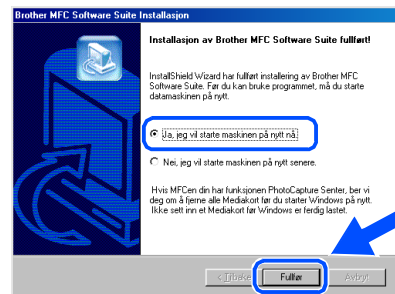 Brother MFC Software Suite Installasjon
Installasjon av Brother MFC Software Suite fullført!
InstallShield Wizard har fullført installering av Brother MFC
Software Suite. Før du kan bruke programmet, må du starte
datamaskinen på nytt.
Ja, jeg vil starte maskinen på nytt nå.
Nei, jeg vil starte maskinen på nytt senere.
Hvis MFCen din har funksjonen PhotoCapture Senter, ber vi
deg om å fjerne alle Mediakort før du starter Windows på nytt.
Ikke sett inn et Mediakort før Windows er ferdig lastet.
< Tilbake Fullfør Avbryt